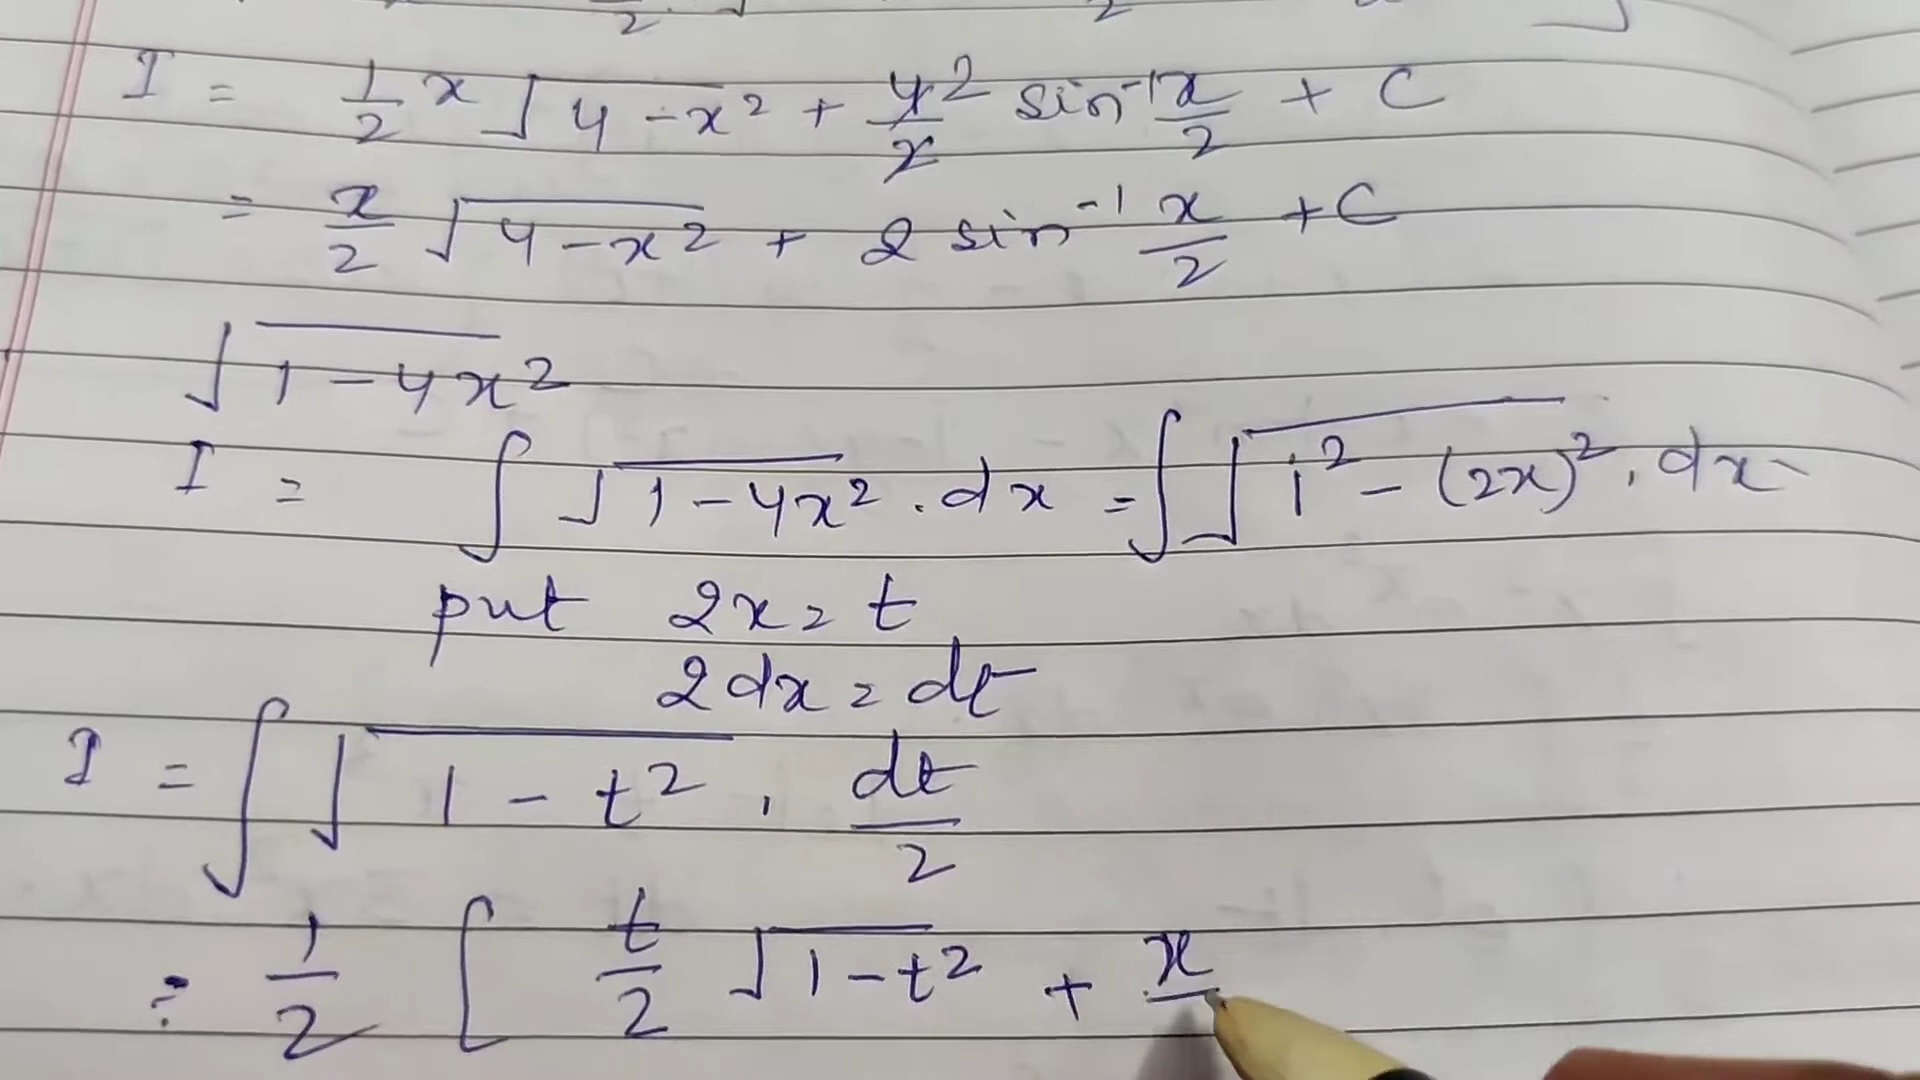 I = 1/2 x √4-x² + 4²/2 sin⁻¹ x/2 + C
= x/2 √4-x² + 2 sin⁻¹ x/2 + C
√1-4x²
I = ∫ √1-4x² . dx = ∫ √1² - (2x)² . dx
put 2x = t
2dx = dt
I = ∫ √1 - t² . dt/2
= 1/2 [ t/2 √1-t² + x/